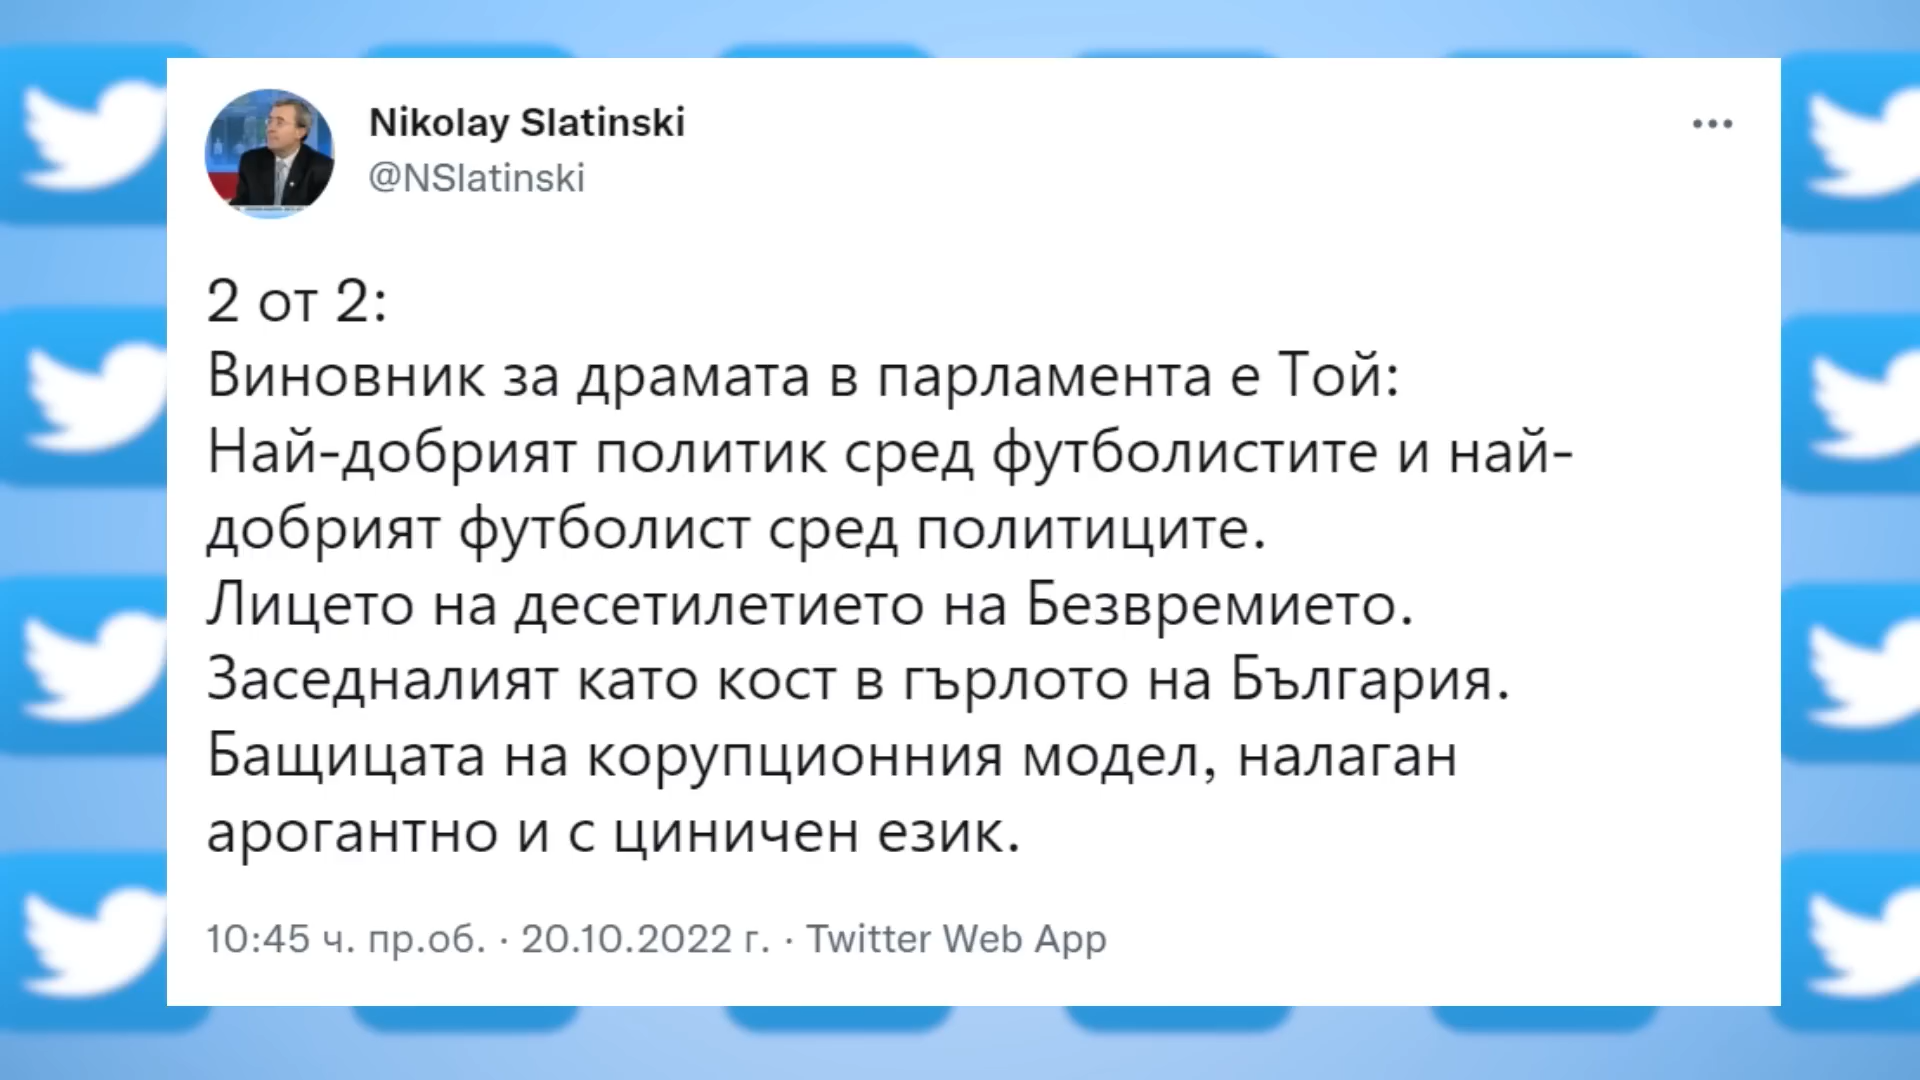 Nikolay Slatinski
@NSlatinski
2 от 2:
Виновник за драмата в парламента е Той:
Най-добрият политик сред футболистите и най-
добрият футболист сред политиците.
Лицето на десетилетието на Безвремието.
Заседналият като кост в гърлото на България.
Бащицата на корупционния модел, налаган
арогантно и с циничен език.
10:45 ч. пр.об. · 20.10.2022 г. · Twitter Web App